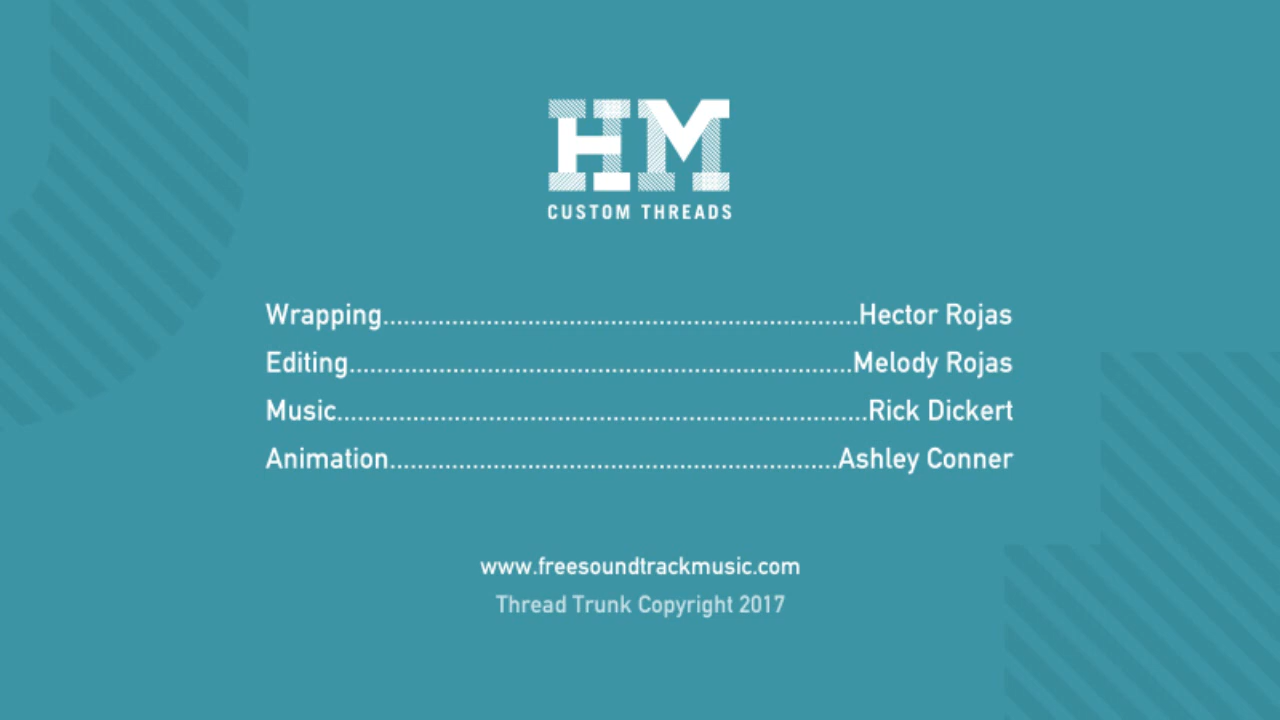 HM
CUSTOM THREADS
Wrapping.....................................................................Hector Rojas
Editing.........................................................................Melody Rojas
Music.............................................................................Rick Dickert
Animation.................................................................Ashley Conner
www.freesoundtrackmusic.com
Thread Trunk Copyright 2017